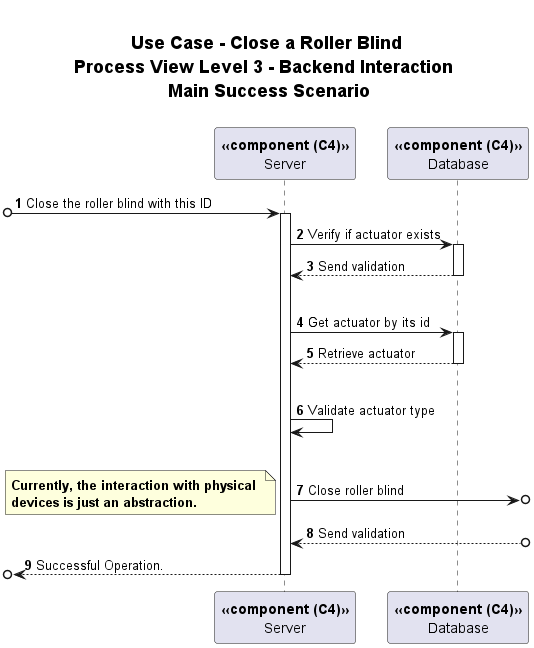 Use Case - Close a Roller Blind
Process View Level 3 - Backend Interaction
Main Success Scenario
«component (C4)»
Server
«component (C4)»
Database
1 Close the roller blind with this ID
2 Verify if actuator exists
3 Send validation
4 Get actuator by its id
5 Retrieve actuator
6 Validate actuator type
Currently, the interaction with physical
devices is just an abstraction.
7 Close roller blind
8 Send validation
9 Successful Operation.
«component (C4)»
Server
«component (C4)»
Database